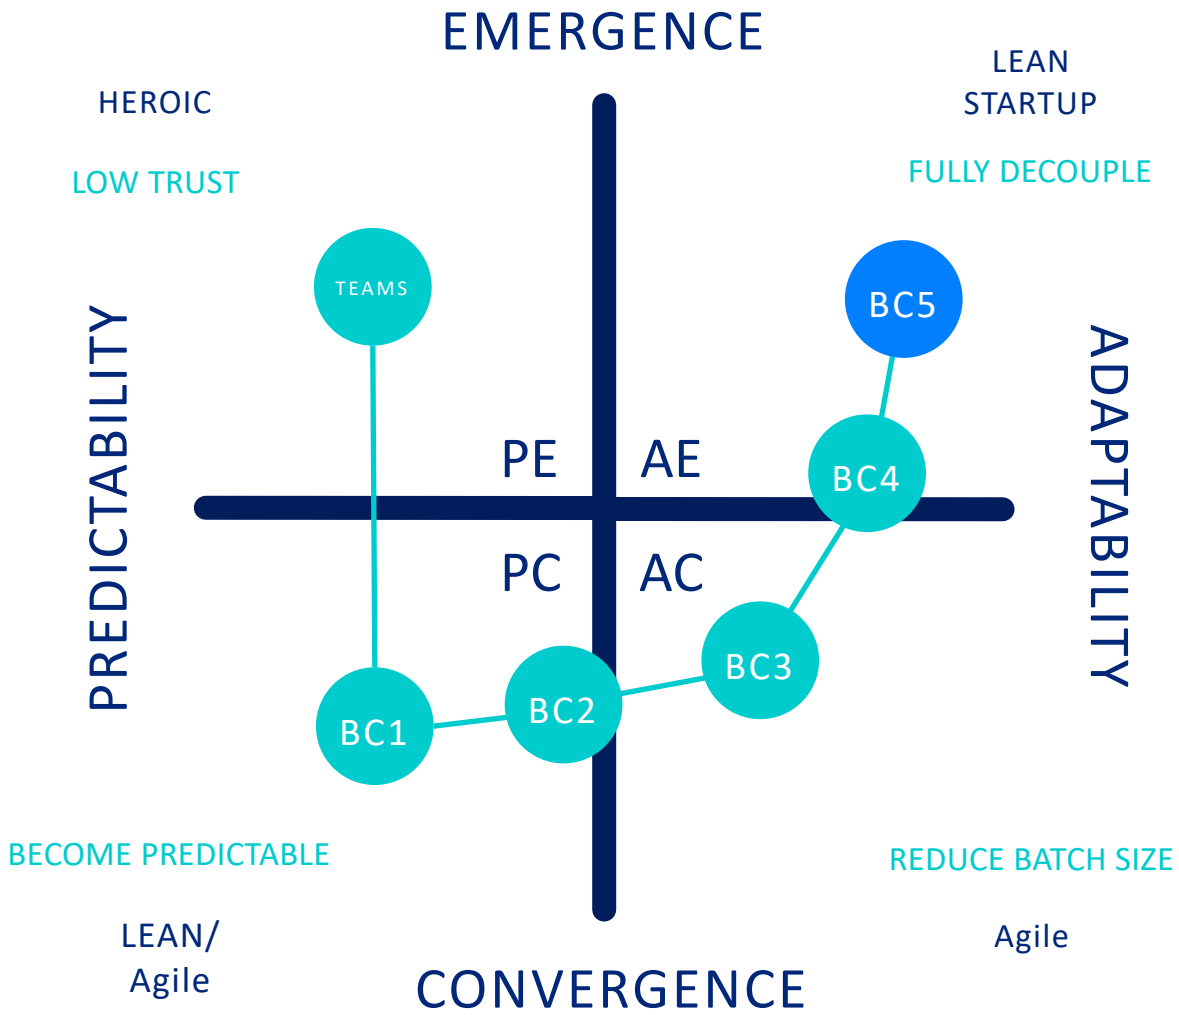 EMERGENCE
HEROIC
LOW TRUST
LEAN
STARTUP
FULLY DECOUPLE
TEAMS
BC5
PREDICTABILITY
ADAPTABILITY
PE
AE
BC4
PC
AC
BC3
BC2
BC1
BECOME PREDICTABLE
REDUCE BATCH SIZE
LEAN/
Agile
Agile
CONVERGENCE